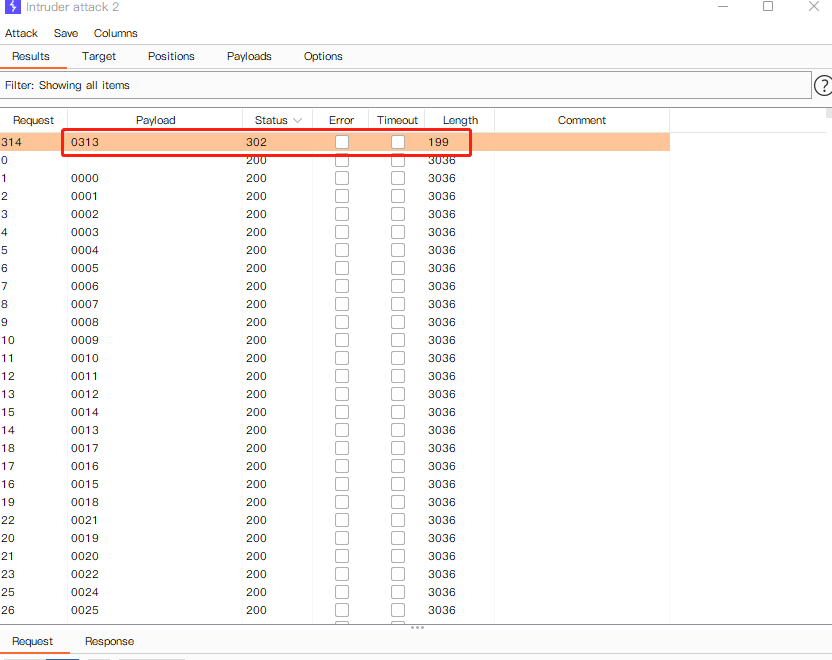 Intruder attack 2
Attack Save Columns
Results Target Positions Payloads Options
Filter: Showing all items
?
Request Payload Status Error Timeout Length Comment
314 0313 302 199
0 200 3036
1 0000 200 3036
2 0001 200 3036
3 0002 200 3036
4 0003 200 3036
5 0004 200 3036
6 0005 200 3036
7 0006 200 3036
8 0007 200 3036
9 0008 200 3036
10 0009 200 3036
11 0010 200 3036
12 0011 200 3036
13 0012 200 3036
15 0014 200 3036
14 0013 200 3036
18 0017 200 3036
17 0016 200 3036
16 0015 200 3036
19 0018 200 3036
22 0021 200 3036
20 0019 200 3036
21 0020 200 3036
23 0022 200 3036
25 0024 200 3036
26 0025 200 3036
Request Response